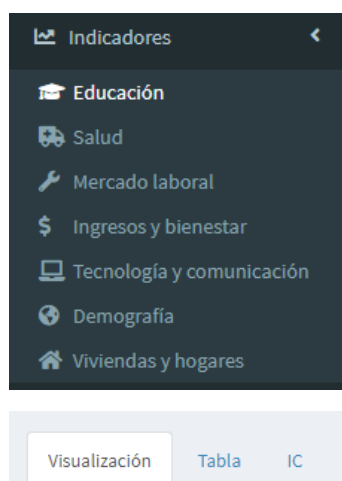 Indicadores
Educación
Salud
Mercado laboral
$ Ingresos y bienestar
Tecnología y comunicación
Demografía
Viviendas y hogares
Visualización Tabla IC